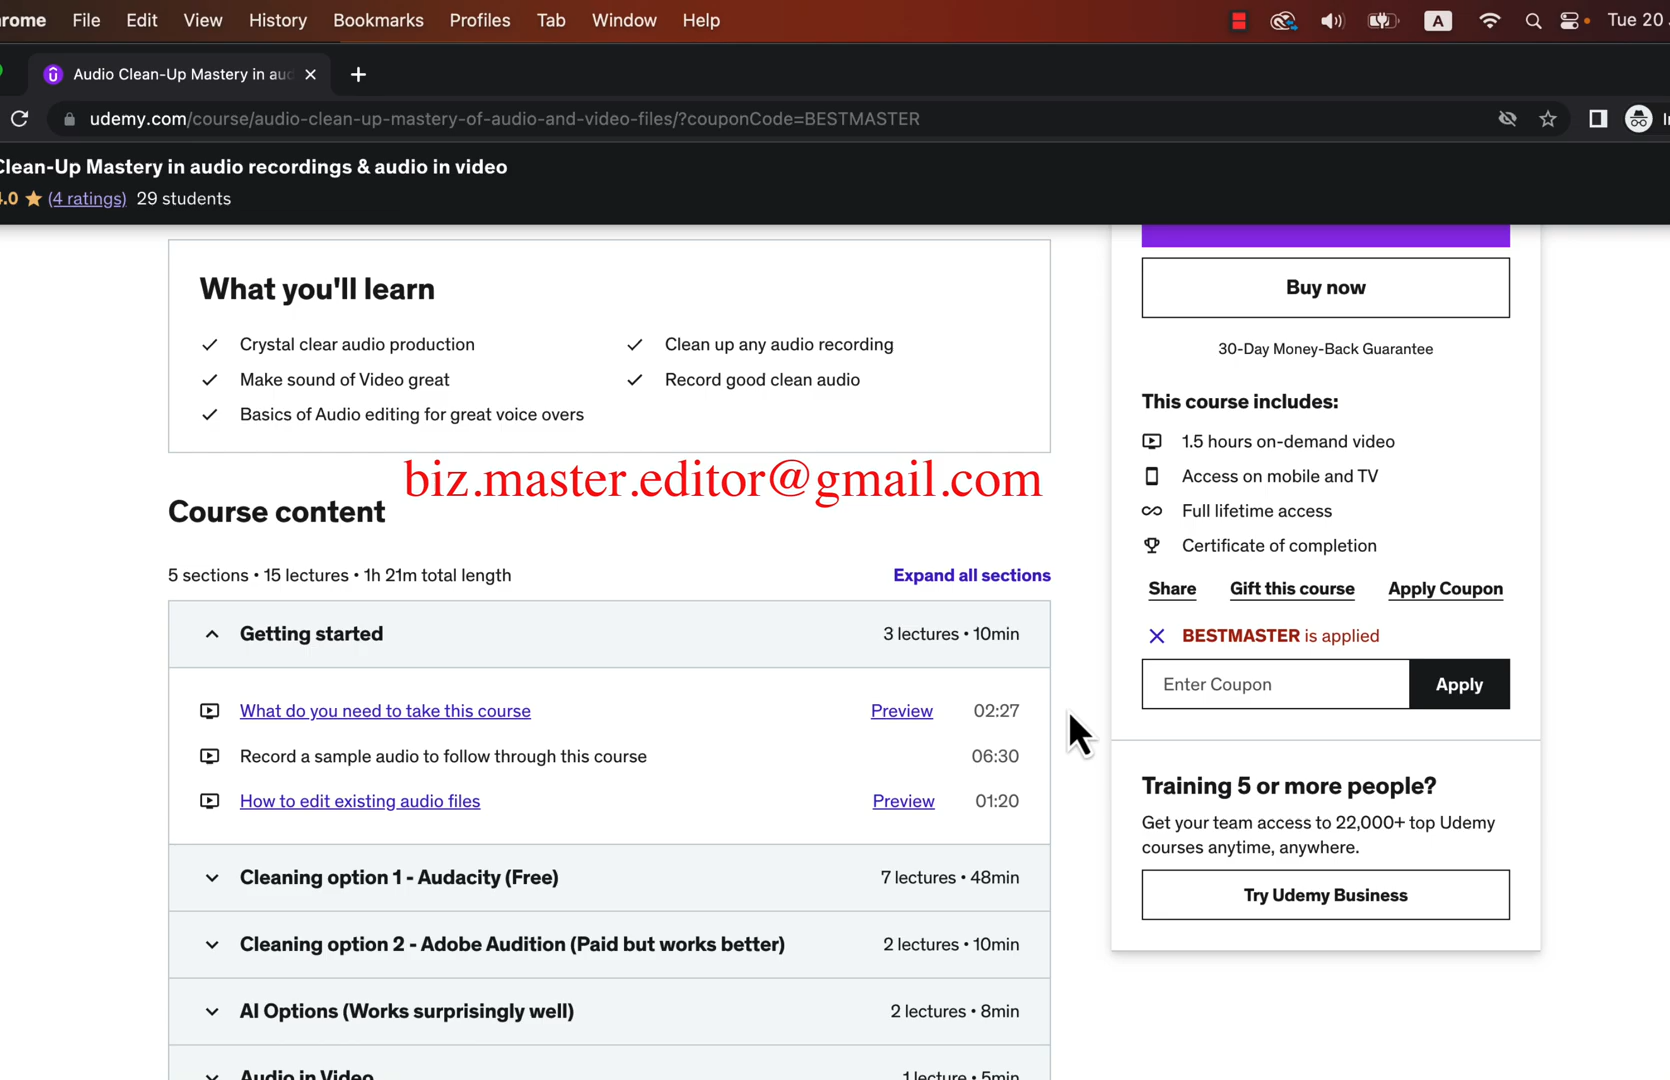 rome File Edit View History Bookmarks Profiles Tab Window Help A Tue 20
Audio Clean-Up Mastery in aud
udemy.com/course/audio-clean-up-mastery-of-audio-and-video-files/?couponCode=BESTMASTER
Clean-Up Mastery in audio recordings & audio in video
4.0 (4 ratings) 29 students
What you'll learn
Crystal clear audio production
Clean up any audio recording
Make sound of Video great
Record good clean audio
Basics of Audio editing for great voice overs
biz.master.editor@gmail.com
Course content
5 sections • 15 lectures • 1h 21m total length
Expand all sections
Getting started 3 lectures • 10min
What do you need to take this course Preview 02:27
Record a sample audio to follow through this course 06:30
How to edit existing audio files Preview 01:20
Cleaning option 1 - Audacity (Free) 7 lectures • 48min
Cleaning option 2 - Adobe Audition (Paid but works better) 2 lectures • 10min
AI Options (Works surprisingly well) 2 lectures • 8min
Audio in Video 1 lecture • 5min
Buy now
30-Day Money-Back Guarantee
This course includes:
1.5 hours on-demand video
Access on mobile and TV
Full lifetime access
Certificate of completion
Share Gift this course Apply Coupon
BESTMASTER is applied
Enter Coupon Apply
Training 5 or more people?
Get your team access to 22,000+ top Udemy
courses anytime, anywhere.
Try Udemy Business